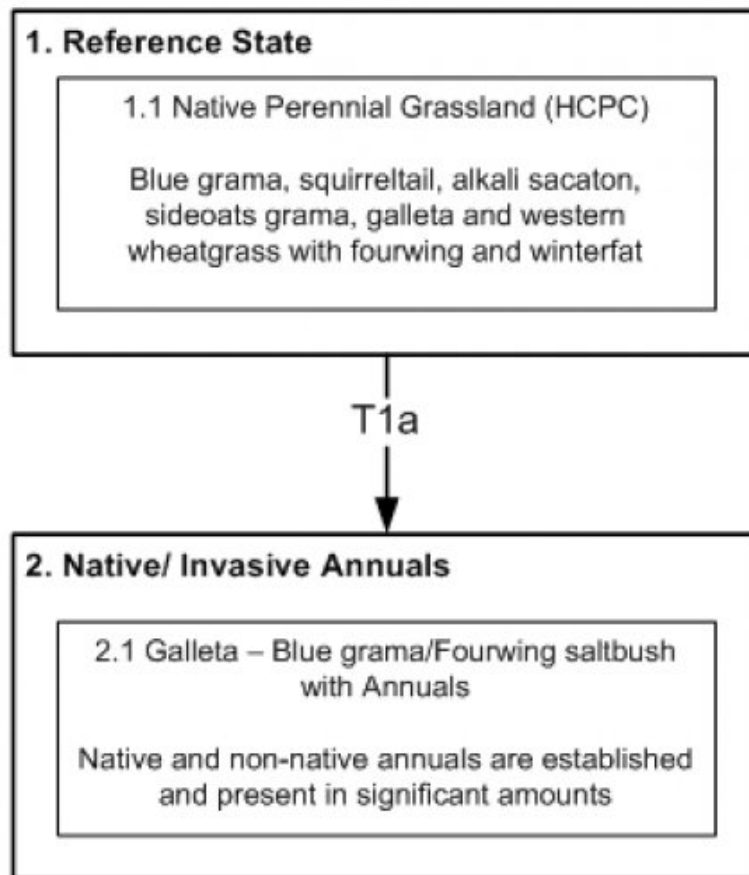 1. Reference State
1.1 Native Perennial Grassland (HCPC)
Blue grama, squirreltail, alkali sacaton,
sideoats grama, galleta and western
wheatgrass with fourwing and winterfat
T1a
2. Native/ Invasive Annuals
2.1 Galleta – Blue grama/Fourwing saltbush
with Annuals
Native and non-native annuals are established
and present in significant amounts